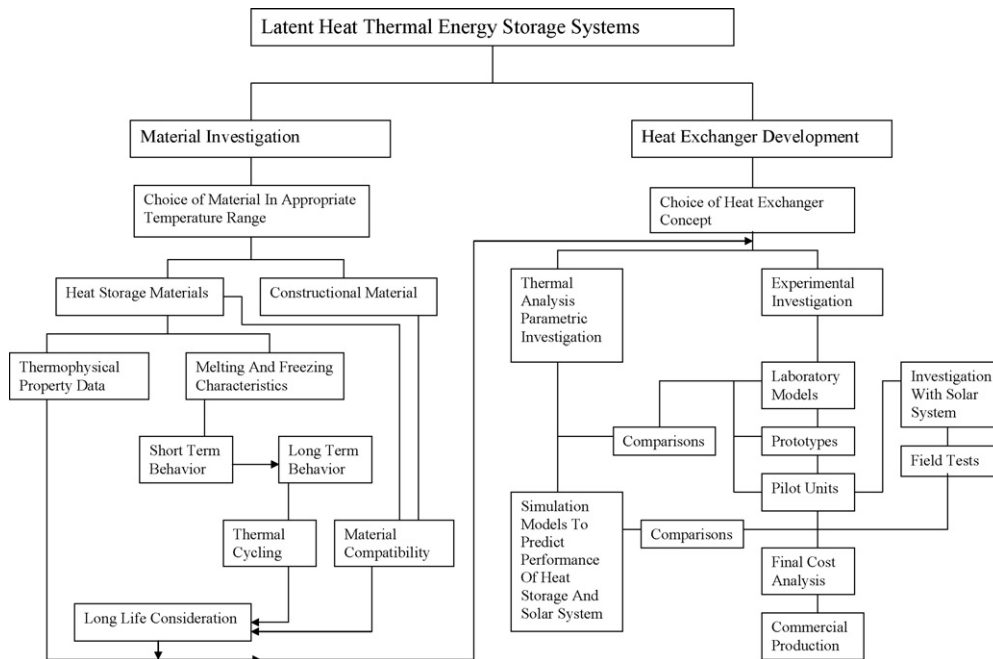 Latent Heat Thermal Energy Storage Systems
Material Investigation
Heat Exchanger Development
Choice of Material In Appropriate
Temperature Range
Choice of Heat Exchanger
Concept
Heat Storage Materials
Constructional Material
Thermal
Analysis
Parametric
Investigation
Experimental
Investigation
Thermophysical
Property Data
Melting And Freezing
Characteristics
Laboratory
Models
Investigation
With Solar
System
Short Term
Behavior
Long Term
Behavior
Comparisons
Prototypes
Field Tests
Pilot Units
Thermal
Cycling
Material
Compatibility
Simulation
Models To
Predict
Performance
Of Heat
Storage And
Solar System
Comparisons
Final Cost
Analysis
Long Life Consideration
Commercial
Production